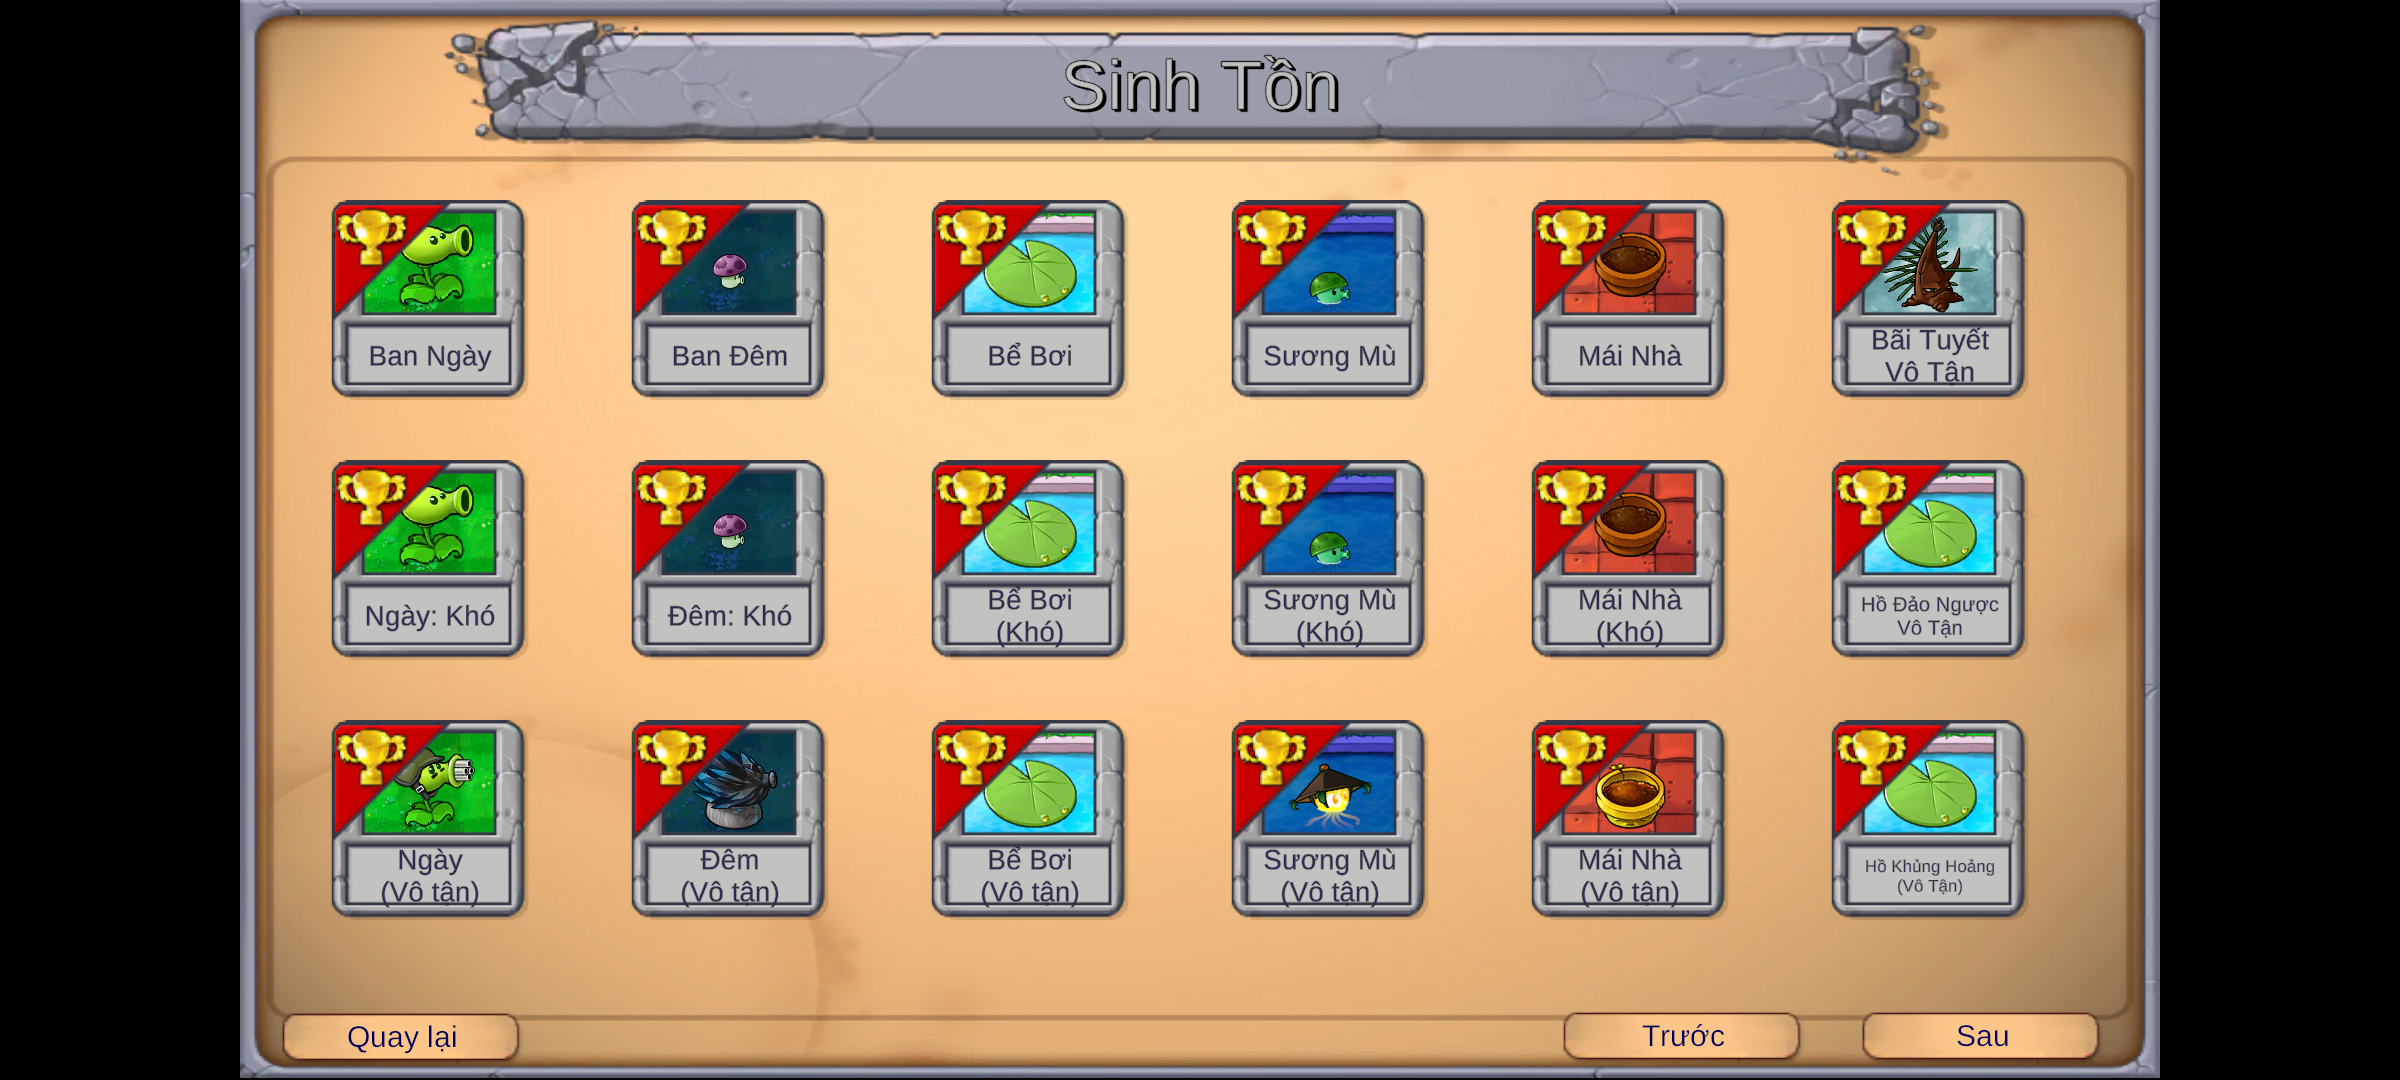 Sinh Tồn
Ban Ngày
Ban Đêm
Bể Bơi
Sương Mù
Mái Nhà
Bãi Tuyết
Vô Tận
Ngày: Khó
Đêm: Khó
Bể Bơi
(Khó)
Sương Mù
(Khó)
Mái Nhà
(Khó)
Hồ Đảo Ngược
Vô Tận
Ngày
(Vô tận)
Đêm
(Vô tận)
Bể Bơi
(Vô tận)
Sương Mù
(Vô tận)
Mái Nhà
(Vô tận)
Hồ Khủng Hoảng
(Vô Tận)
Quay lại
Trước
Sau